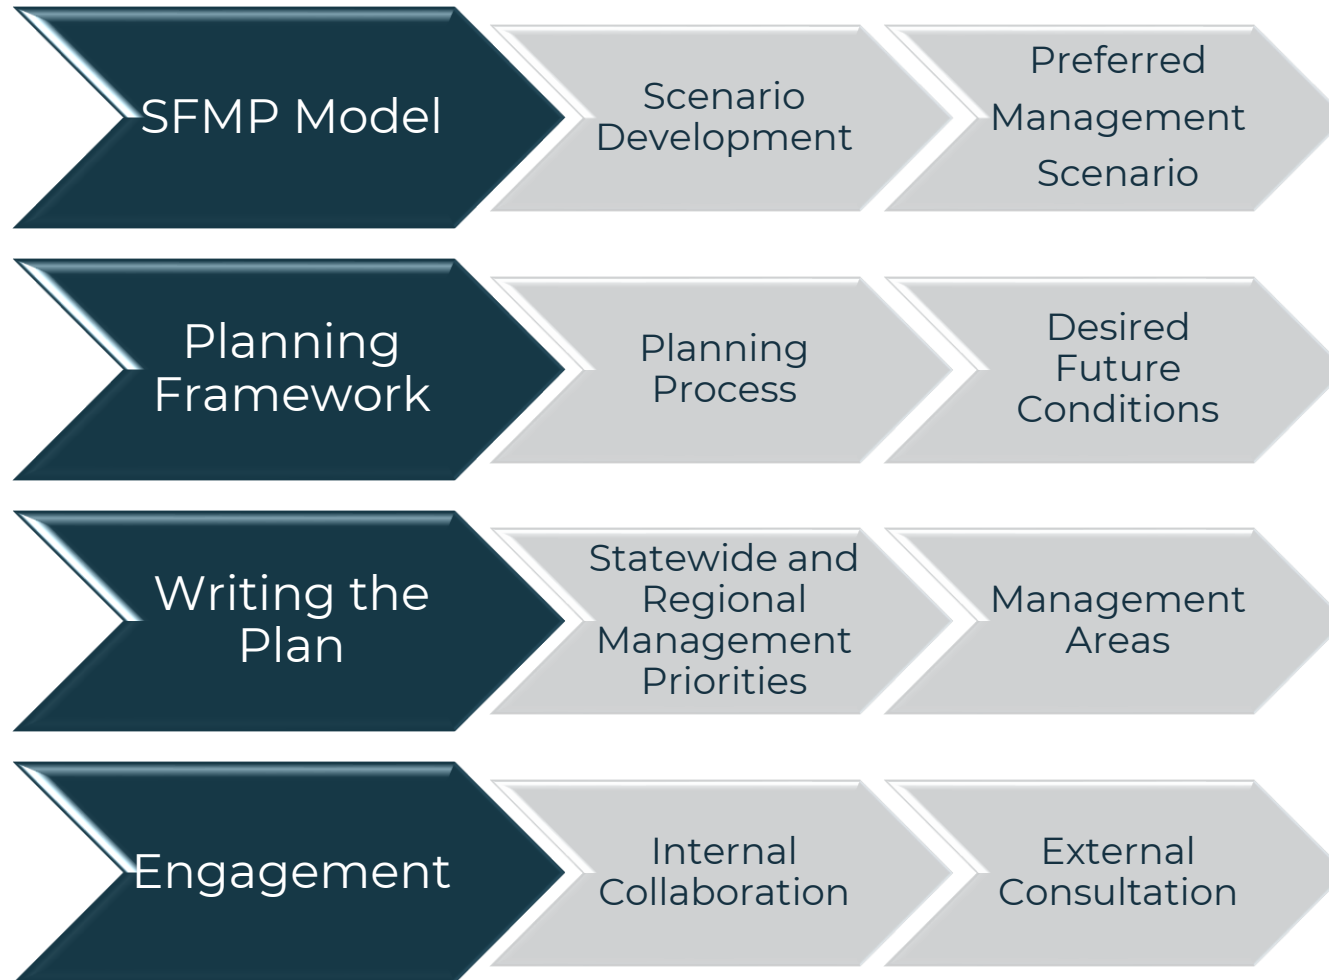 SFMP Model
Scenario
Development
Preferred
Management
Scenario
Planning
Framework
Planning
Process
Desired
Future
Conditions
Writing the
Plan
Statewide and
Regional
Management
Priorities
Management
Areas
Engagement
Internal
Collaboration
External
Consultation